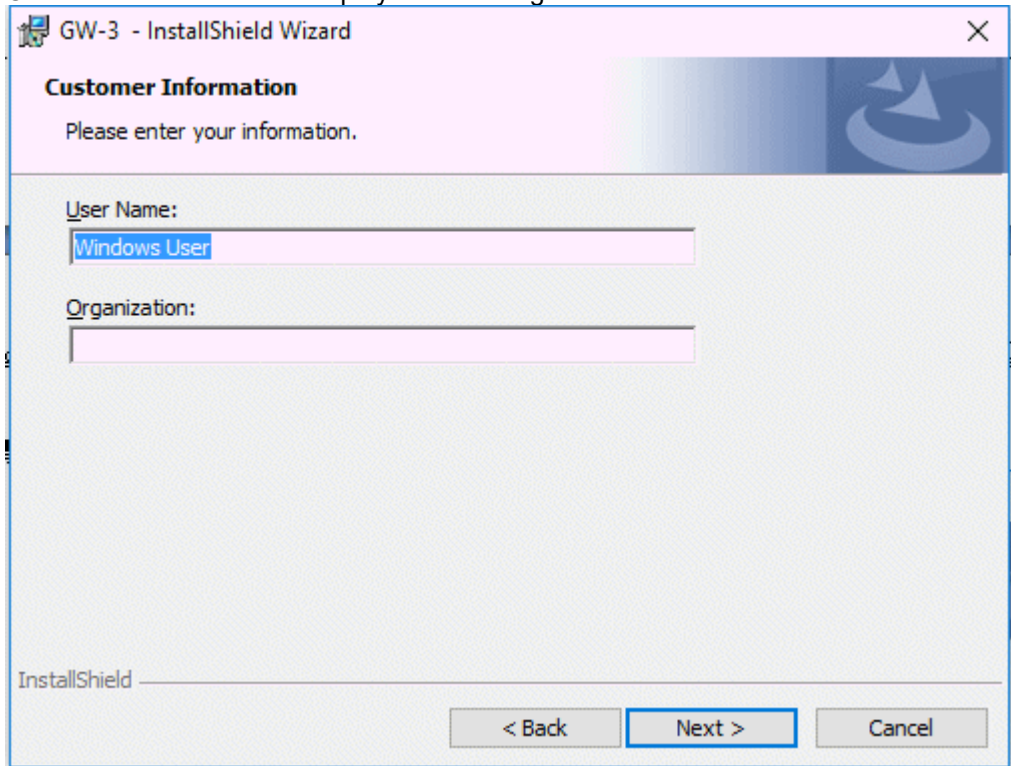 GW-3 - InstallShield Wizard
Customer Information
Please enter your information.
User Name:
Windows User
Organization:
InstallShield
< Back Next > Cancel